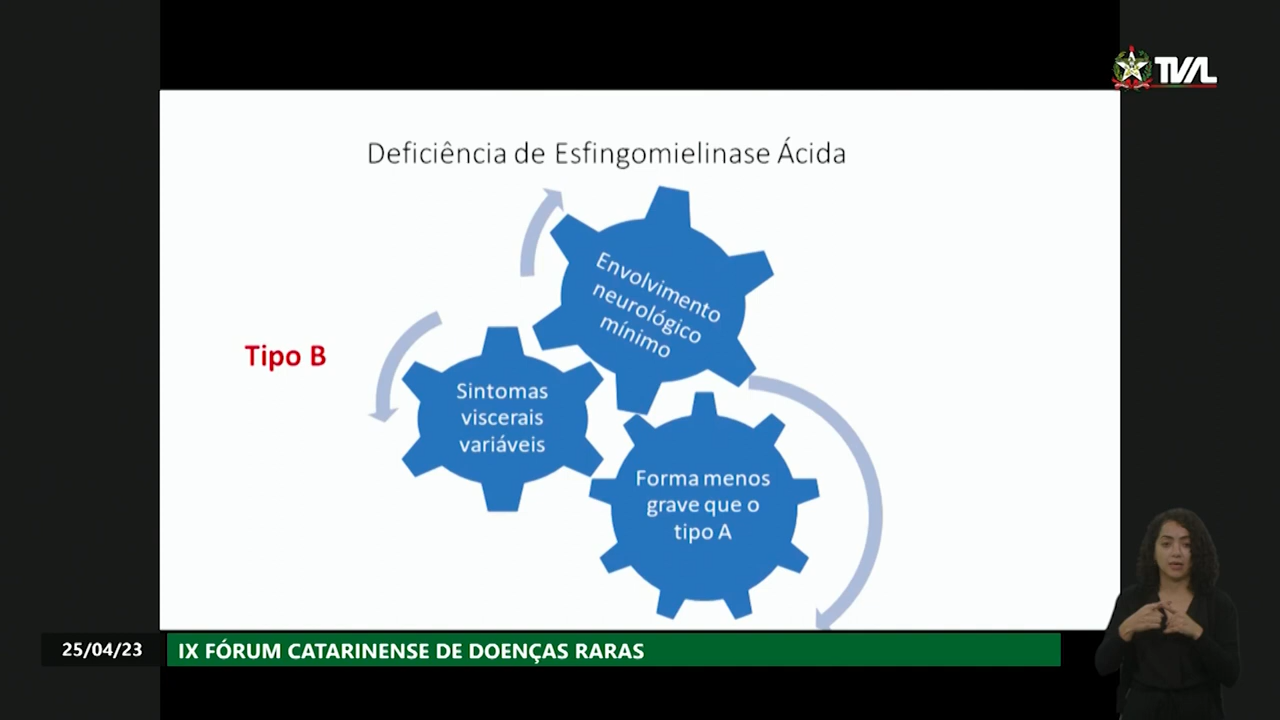 TVAL
Deficiência de Esfingomielinase Ácida
Envolvimento
neurológico
mínimo
Tipo B
Sintomas
viscerais
variáveis
Forma menos
grave que o
tipo A
25/04/23
IX FÓRUM CATARINENSE DE DOENÇAS RARAS